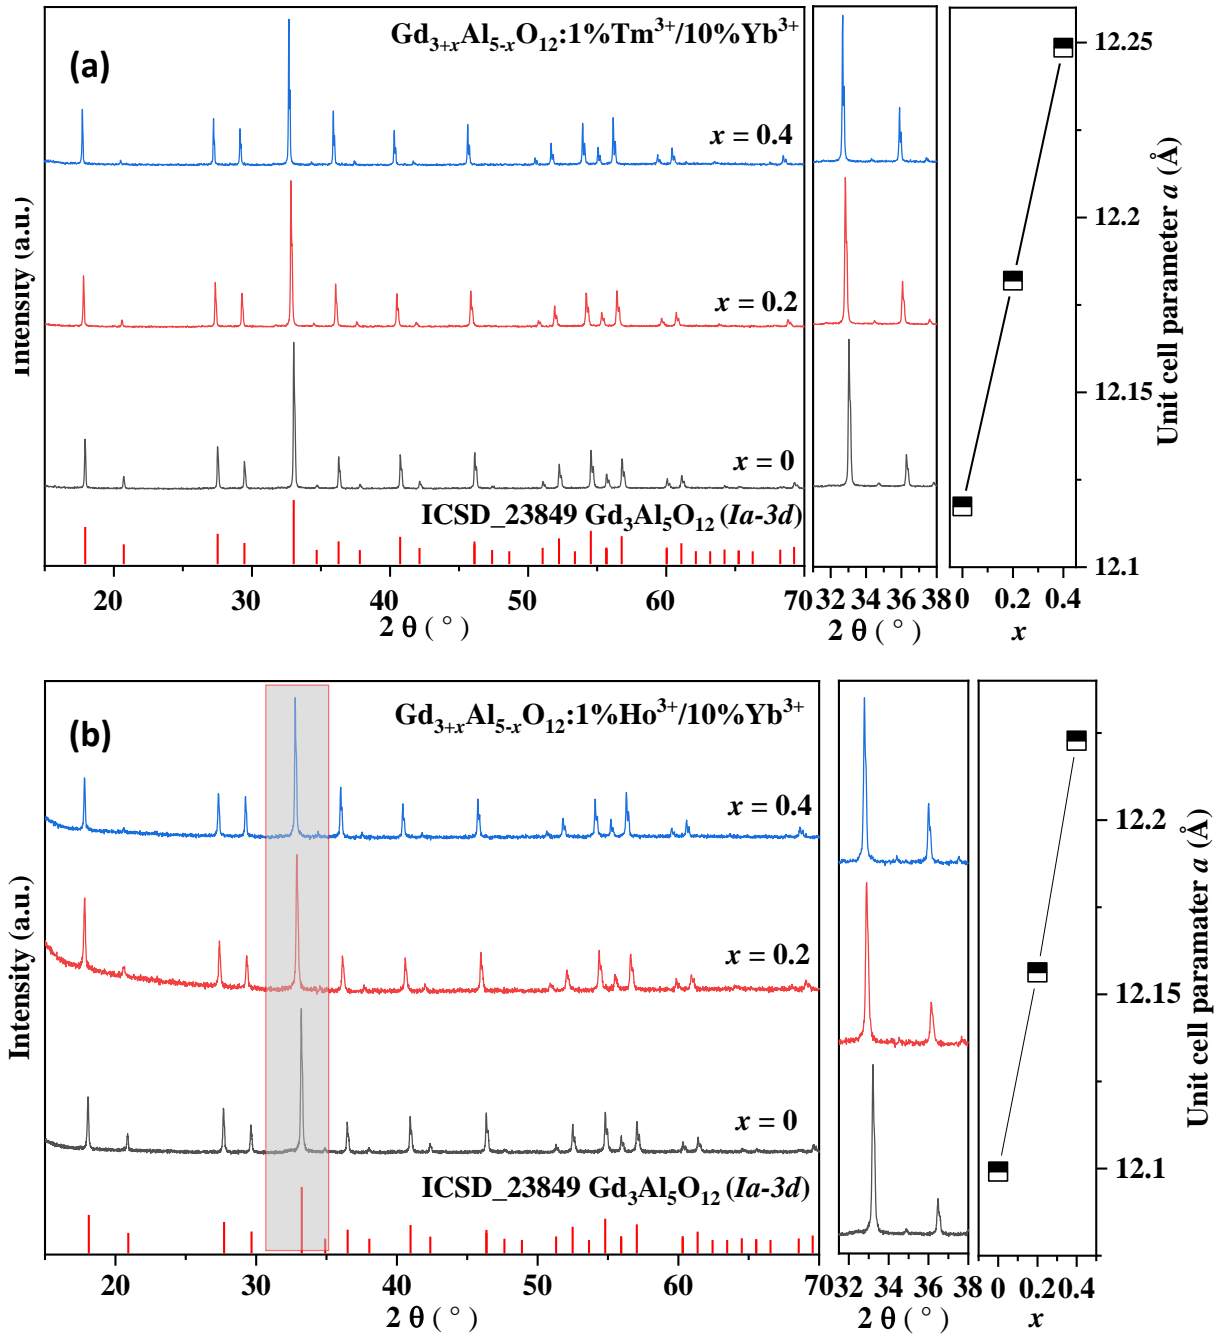 (a)
Gd3+xAl5-xO12:1%Tm3+/10%Yb3+
x = 0.4
x = 0.2
x = 0
ICSD_23849 Gd3Al5O12 (Ia-3d)
Intensity (a.u.)
20 30 40 50 60 70
2 θ ( ° )
32 34 36 38
2 θ ( ° )
0 0.2 0.4
x
12.25
12.2
12.15
12.1
Unit cell parameter a (Å)
(b)
Gd3+xAl5-xO12:1%Ho3+/10%Yb3+
x = 0.4
x = 0.2
x = 0
ICSD_23849 Gd3Al5O12 (Ia-3d)
Intensity (a.u.)
20 30 40 50 60 70
2 θ ( ° )
32 34 36 38
2 θ ( ° )
0 0.2 0.4
x
12.2
12.15
12.1
Unit cell paramater a (Å)